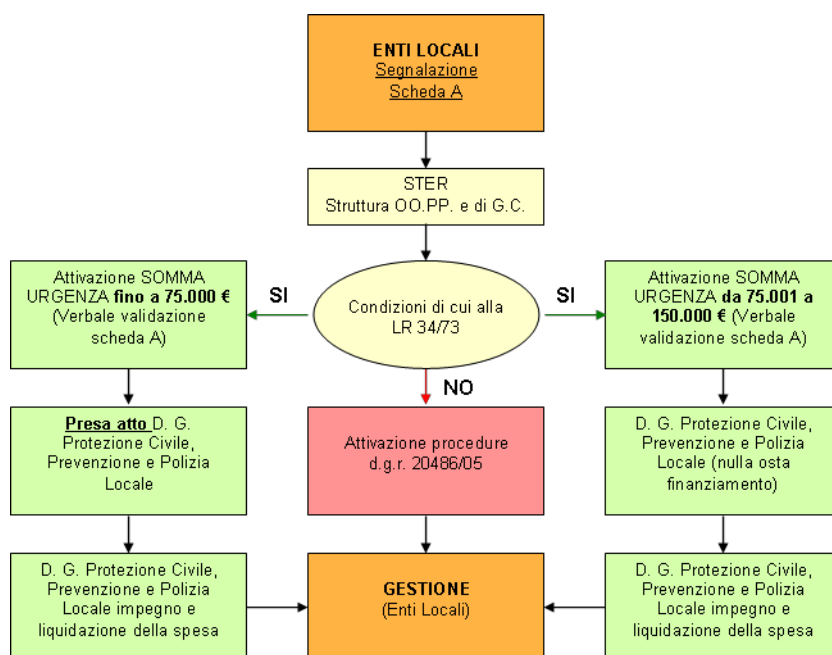 ENTI LOCALI
Segnalazione
Scheda A
STER
Struttura OO.PP. e di G.C.
Attivazione SOMMA
URGENZA fino a 75.000 €
(Verbale validazione
scheda A)
SI
Condizioni di cui alla
LR 34/73
SI
Attivazione SOMMA
URGENZA da 75.001 a
150.000 € (Verbale
validazione scheda A)
NO
Presa atto D. G.
Protezione Civile,
Prevenzione e Polizia
Locale
Attivazione procedure
d.g.r. 20486/05
D. G. Protezione Civile,
Prevenzione e Polizia
Locale (nulla osta
finanziamento)
D. G. Protezione Civile,
Prevenzione e Polizia
Locale impegno e
liquidazione della spesa
GESTIONE
(Enti Locali)
D. G. Protezione Civile,
Prevenzione e Polizia
Locale impegno e
liquidazione della spesa